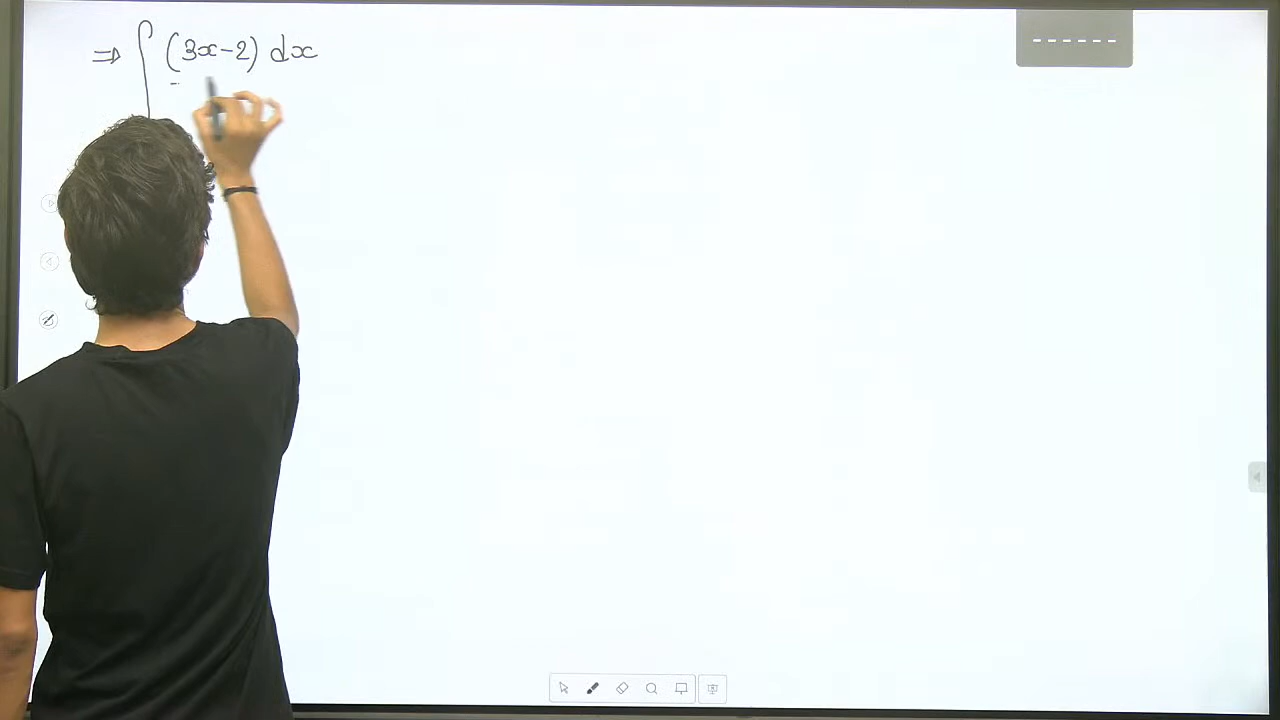 ⇒ ∫ (3x-2) dx
------